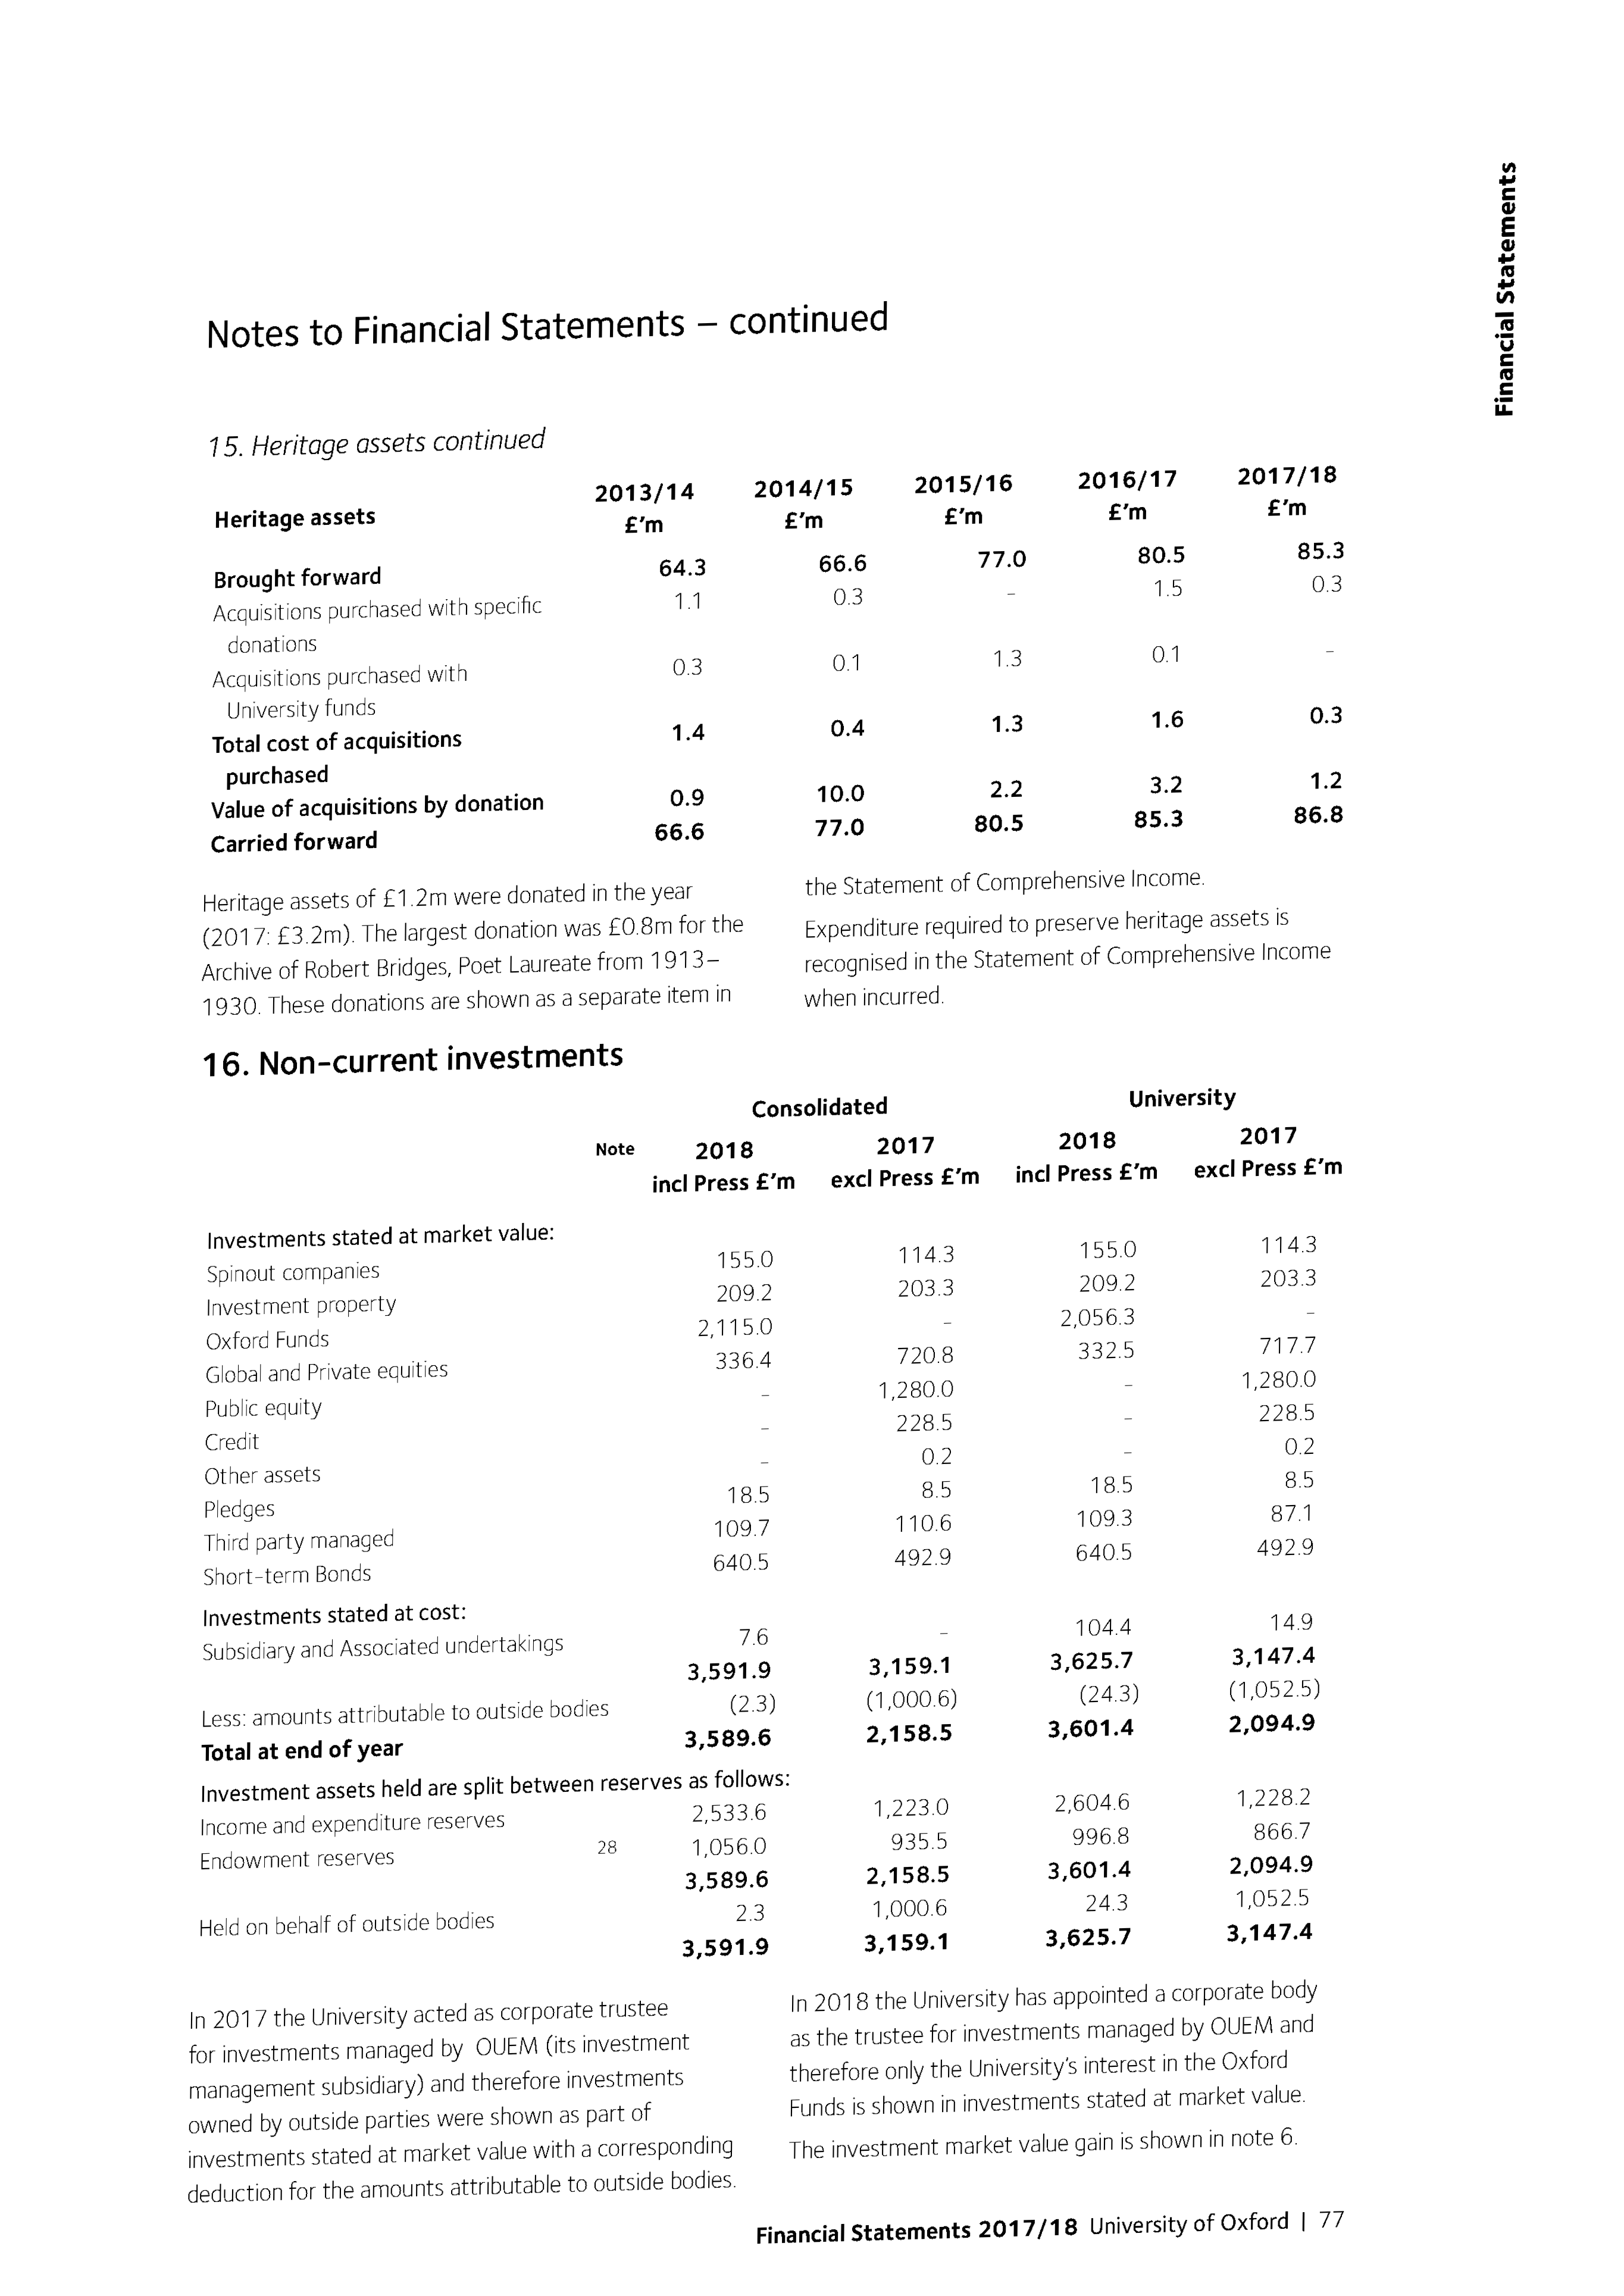 Financial Statements
Notes to Financial Statements – continued
15. Heritage assets continued
Heritage assets 2013/14 £'m 2014/15 £'m 2015/16 £'m 2016/17 £'m 2017/18 £'m
Brought forward 64.3 66.6 77.0 80.5 85.3
Acquisitions purchased with specific 1.1 0.3 – 1.5 0.3
donations
Acquisitions purchased with 0.3 0.1 1.3 0.1 –
University funds
Total cost of acquisitions 1.4 0.4 1.3 1.6 0.3
purchased
Value of acquisitions by donation 0.9 10.0 2.2 3.2 1.2
Carried forward 66.6 77.0 80.5 85.3 86.8
Heritage assets of £1.2m were donated in the year
(2017: £3.2m). The largest donation was £0.8m for the
Archive of Robert Bridges, Poet Laureate from 1913–
1930. These donations are shown as a separate item in
the Statement of Comprehensive Income.
Expenditure required to preserve heritage assets is
recognised in the Statement of Comprehensive Income
when incurred.
16. Non-current investments
Consolidated University
Note 2018 2017 2018 2017
incl Press £'m excl Press £'m incl Press £'m excl Press £'m
Investments stated at market value:
Spinout companies 155.0 114.3 155.0 114.3
Investment property 209.2 203.3 209.2 203.3
Oxford Funds 2,115.0 – 2,056.3 –
Global and Private equities 336.4 720.8 332.5 717.7
Public equity – 1,280.0 – 1,280.0
Credit – 228.5 – 228.5
Other assets – 0.2 – 0.2
Pledges 18.5 8.5 18.5 8.5
Third party managed 109.7 110.6 109.3 87.1
Short-term Bonds 640.5 492.9 640.5 492.9
Investments stated at cost:
Subsidiary and Associated undertakings 7.6 – 104.4 14.9
3,591.9 3,159.1 3,625.7 3,147.4
Less: amounts attributable to outside bodies (2.3) (1,000.6) (24.3) (1,052.5)
Total at end of year 3,589.6 2,158.5 3,601.4 2,094.9
Investment assets held are split between reserves as follows:
Income and expenditure reserves 2,533.6 1,223.0 2,604.6 1,228.2
Endowment reserves 28 1,056.0 935.5 996.8 866.7
3,589.6 2,158.5 3,601.4 2,094.9
Held on behalf of outside bodies 2.3 1,000.6 24.3 1,052.5
3,591.9 3,159.1 3,625.7 3,147.4
In 2017 the University acted as corporate trustee
for investments managed by OUEM (its investment
management subsidiary) and therefore investments
owned by outside parties were shown as part of
investments stated at market value with a corresponding
deduction for the amounts attributable to outside bodies.
In 2018 the University has appointed a corporate body
as the trustee for investments managed by OUEM and
therefore only the University's interest in the Oxford
Funds is shown in investments stated at market value.
The investment market value gain is shown in note 6.
Financial Statements 2017/18 University of Oxford | 77